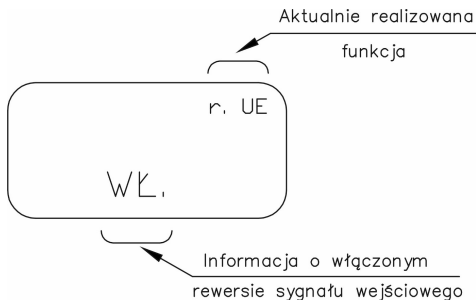 Aktualnie realizowana
funkcja
r. UE
WŁ.
Informacja o włączonym
rewersie sygnału wejściowego